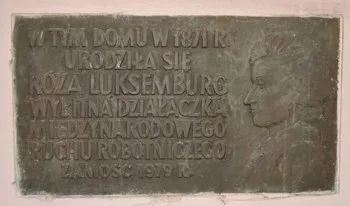 W TYM DOMU W 1871 R.
URODZIŁA SIĘ
RÓŻA LUKSEMBURG
WYBITNA DZIAŁACZKA
MIĘDZYNARODOWEGO
RUCHU ROBOTNICZEGO
ZAMOŚĆ 1979 R.